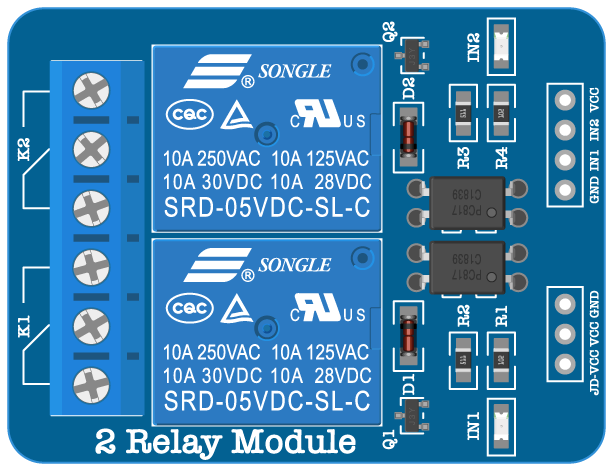 Q2
IN2
SONGLE
®
CQC
C UR US
D2
10A 250VAC 10A 125VAC
10A 30VDC 10A 28VDC
SRD-05VDC-SL-C
R3
R4
GND IN1 IN2 VCC
K2
PC817
C1839
SONGLE
®
CQC
C UR US
PC817
C1839
K1
10A 250VAC 10A 125VAC
10A 30VDC 10A 28VDC
SRD-05VDC-SL-C
R2
R1
JD-VCC VCC GND
D1
Q1
IN1
2 Relay Module